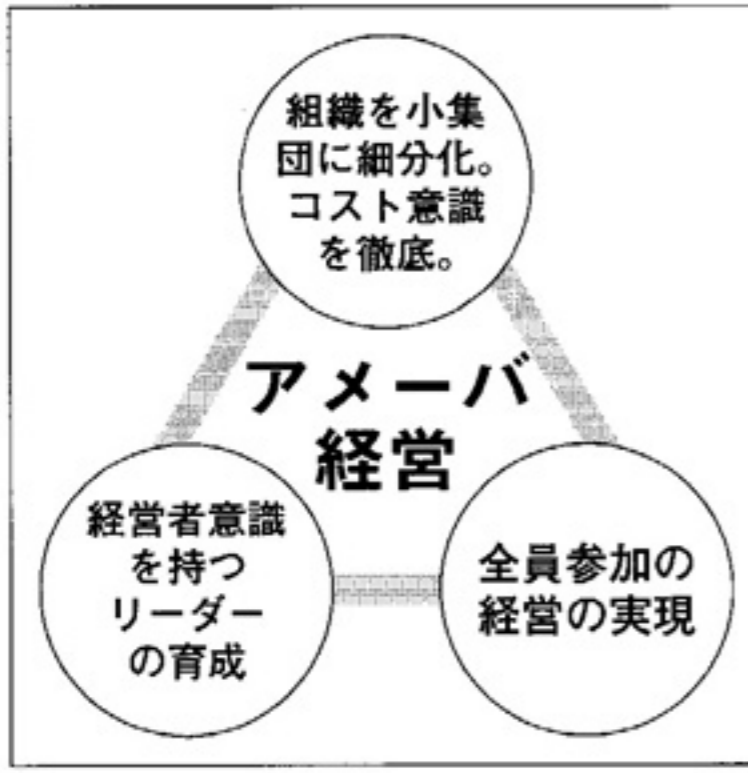 組織を小集
団に細分化。
コスト意識
を徹底。
アメーバ
経営
経営者意識
を持つ
リーダー
の育成
全員参加の
経営の実現